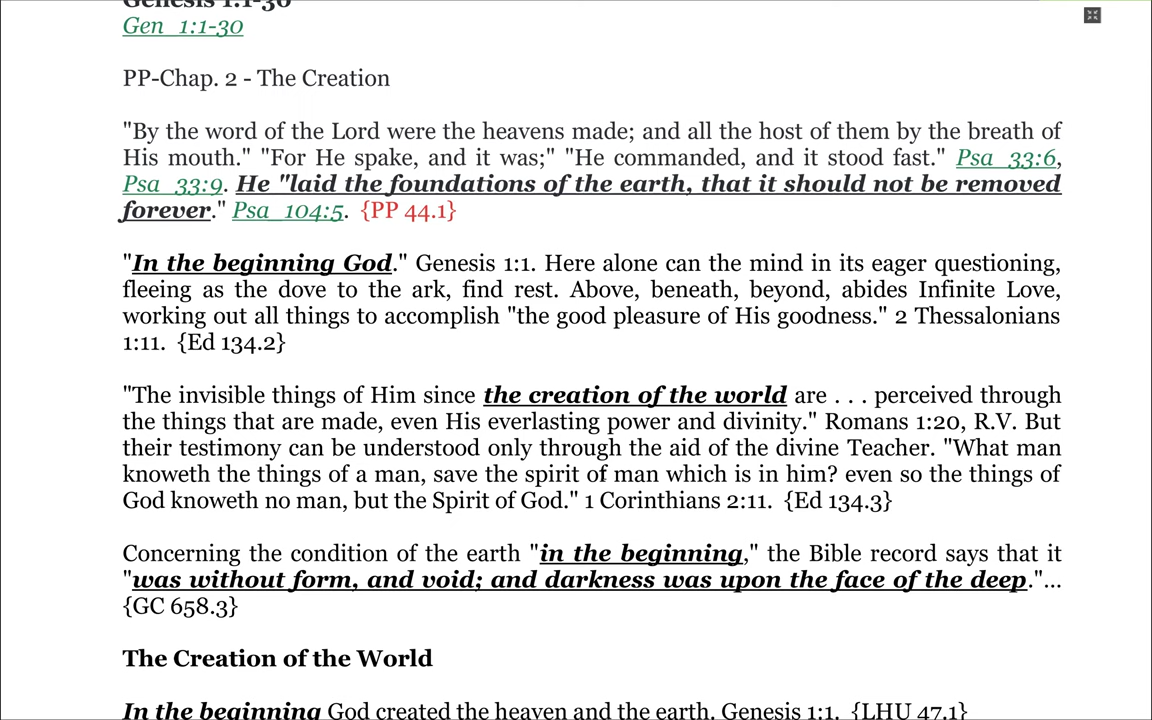 Genesis 1:1-30
Gen 1:1-30
PP-Chap. 2 - The Creation
"By the word of the Lord were the heavens made; and all the host of them by the breath of
His mouth." "For He spake, and it was;" "He commanded, and it stood fast." Psa 33:6,
Psa 33:9. He "laid the foundations of the earth, that it should not be removed
forever." Psa 104:5. {PP 44.1}
"In the beginning God." Genesis 1:1. Here alone can the mind in its eager questioning,
fleeing as the dove to the ark, find rest. Above, beneath, beyond, abides Infinite Love,
working out all things to accomplish "the good pleasure of His goodness." 2 Thessalonians
1:11. {Ed 134.2}
"The invisible things of Him since the creation of the world are . . . perceived through
the things that are made, even His everlasting power and divinity." Romans 1:20, R.V. But
their testimony can be understood only through the aid of the divine Teacher. "What man
knoweth the things of a man, save the spirit of man which is in him? even so the things of
God knoweth no man, but the Spirit of God." 1 Corinthians 2:11. {Ed 134.3}
Concerning the condition of the earth "in the beginning," the Bible record says that it
"was without form, and void; and darkness was upon the face of the deep."...
{GC 658.3}
The Creation of the World
In the beginning God created the heaven and the earth. Genesis 1:1. {LHU 47.1}